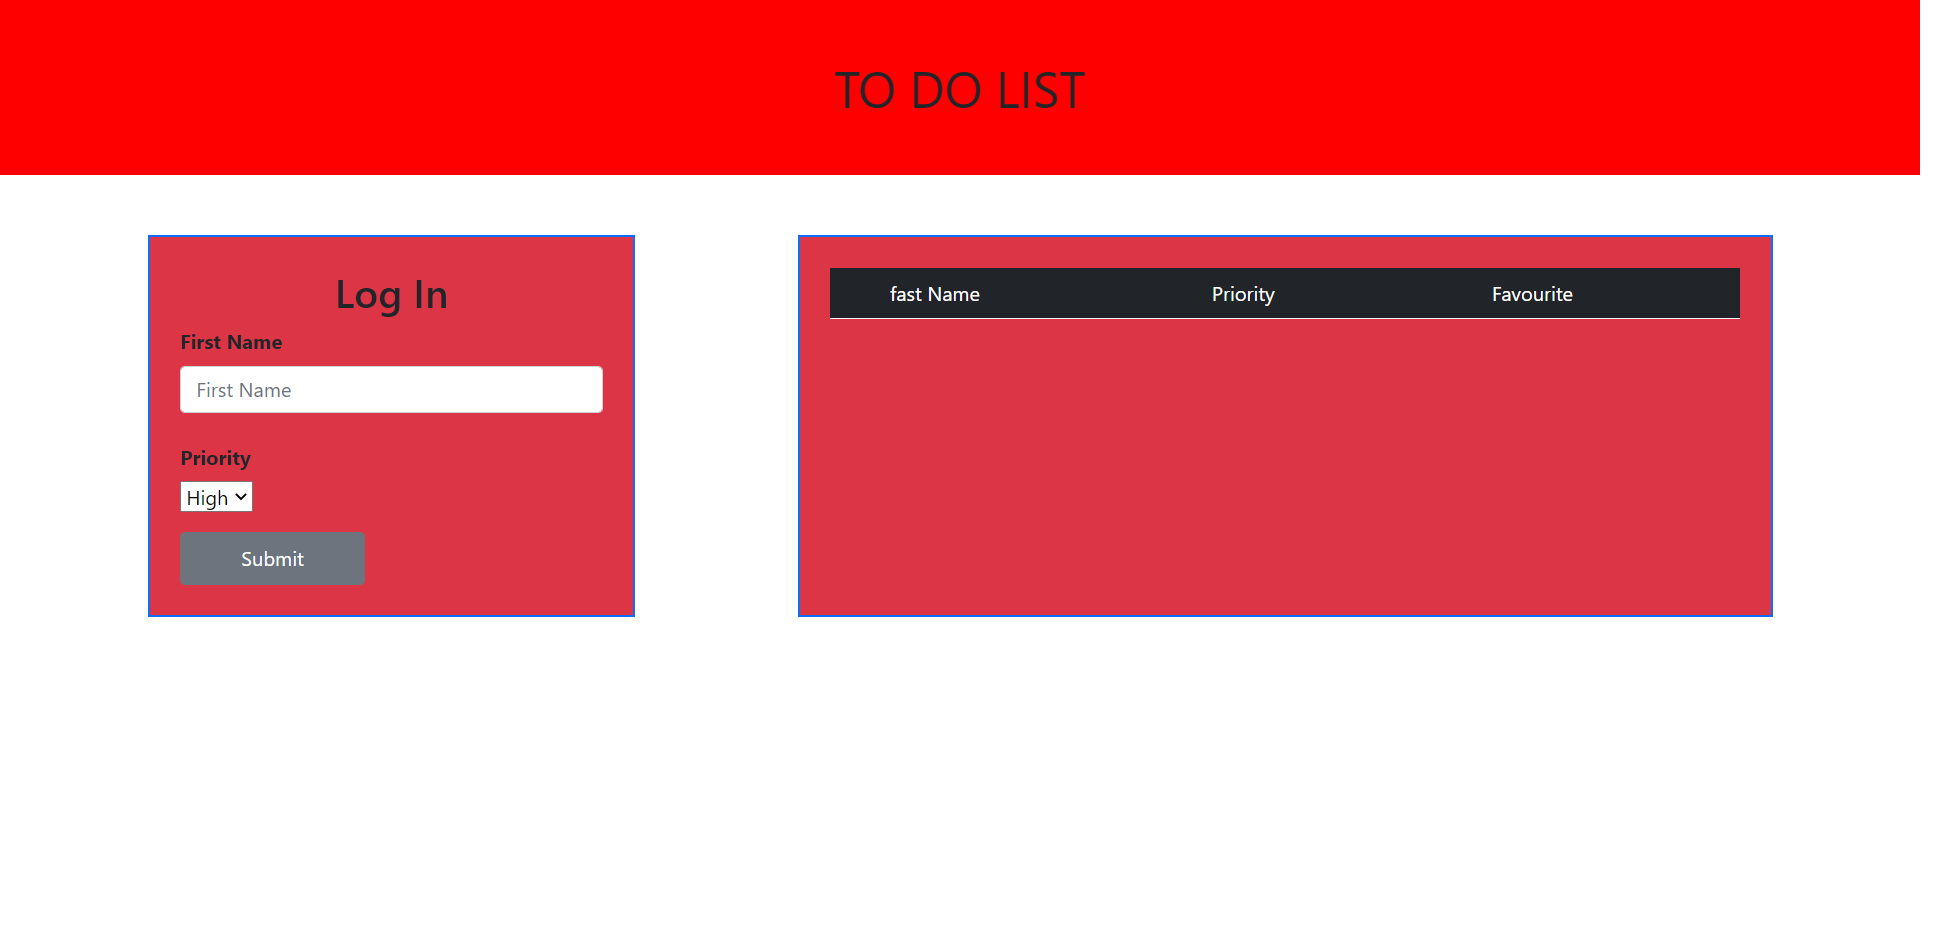 TO DO LIST
Log In
First Name
First Name
Priority
High
Submit
fast Name Priority Favourite